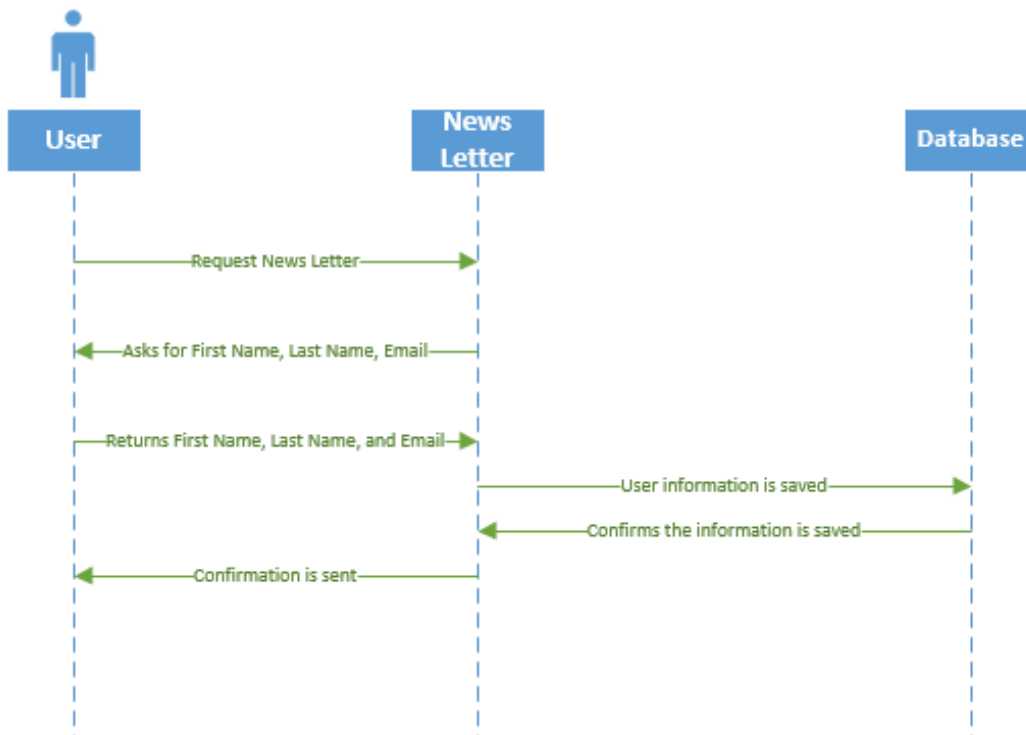 User
News
Letter
Database
Request News Letter
Asks for First Name, Last Name, Email
Returns First Name, Last Name, and Email
User information is saved
Confirms the information is saved
Confirmation is sent